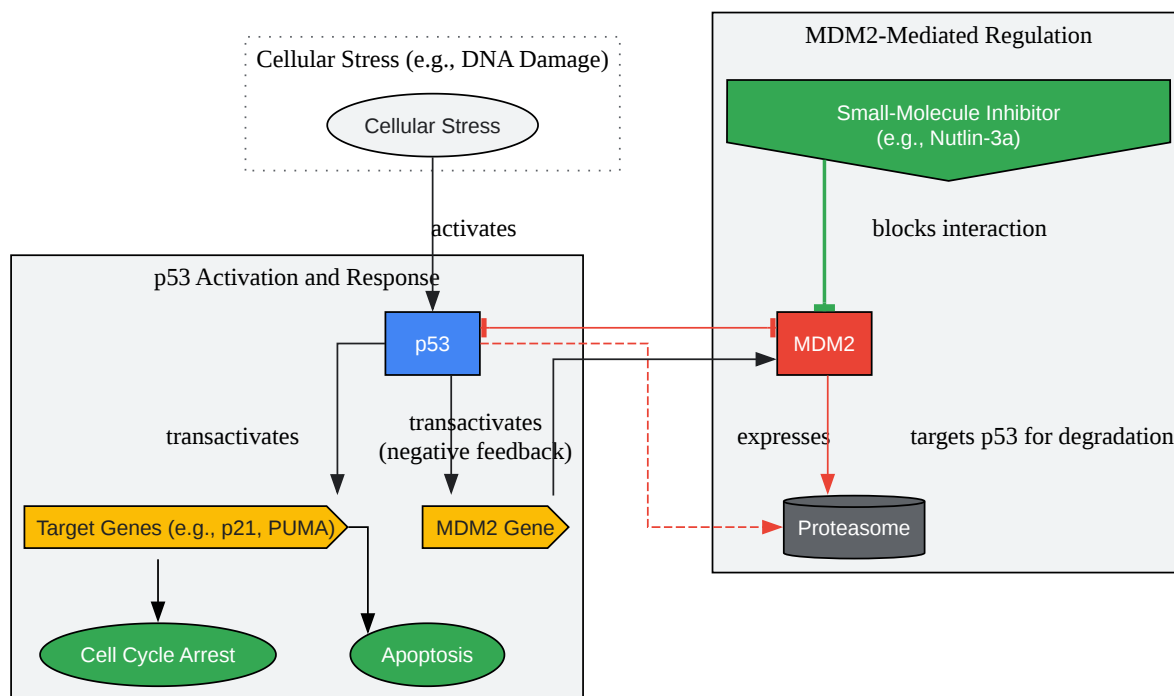 Cellular Stress (e.g., DNA Damage)
Cellular Stress
activates
MDM2-Mediated Regulation
Small-Molecule Inhibitor
(e.g., Nutlin-3a)
blocks interaction
p53 Activation and Response
p53
MDM2
transactivates
transactivates
(negative feedback)
expresses
targets p53 for degradation
Target Genes (e.g., p21, PUMA)
MDM2 Gene
Proteasome
Cell Cycle Arrest
Apoptosis